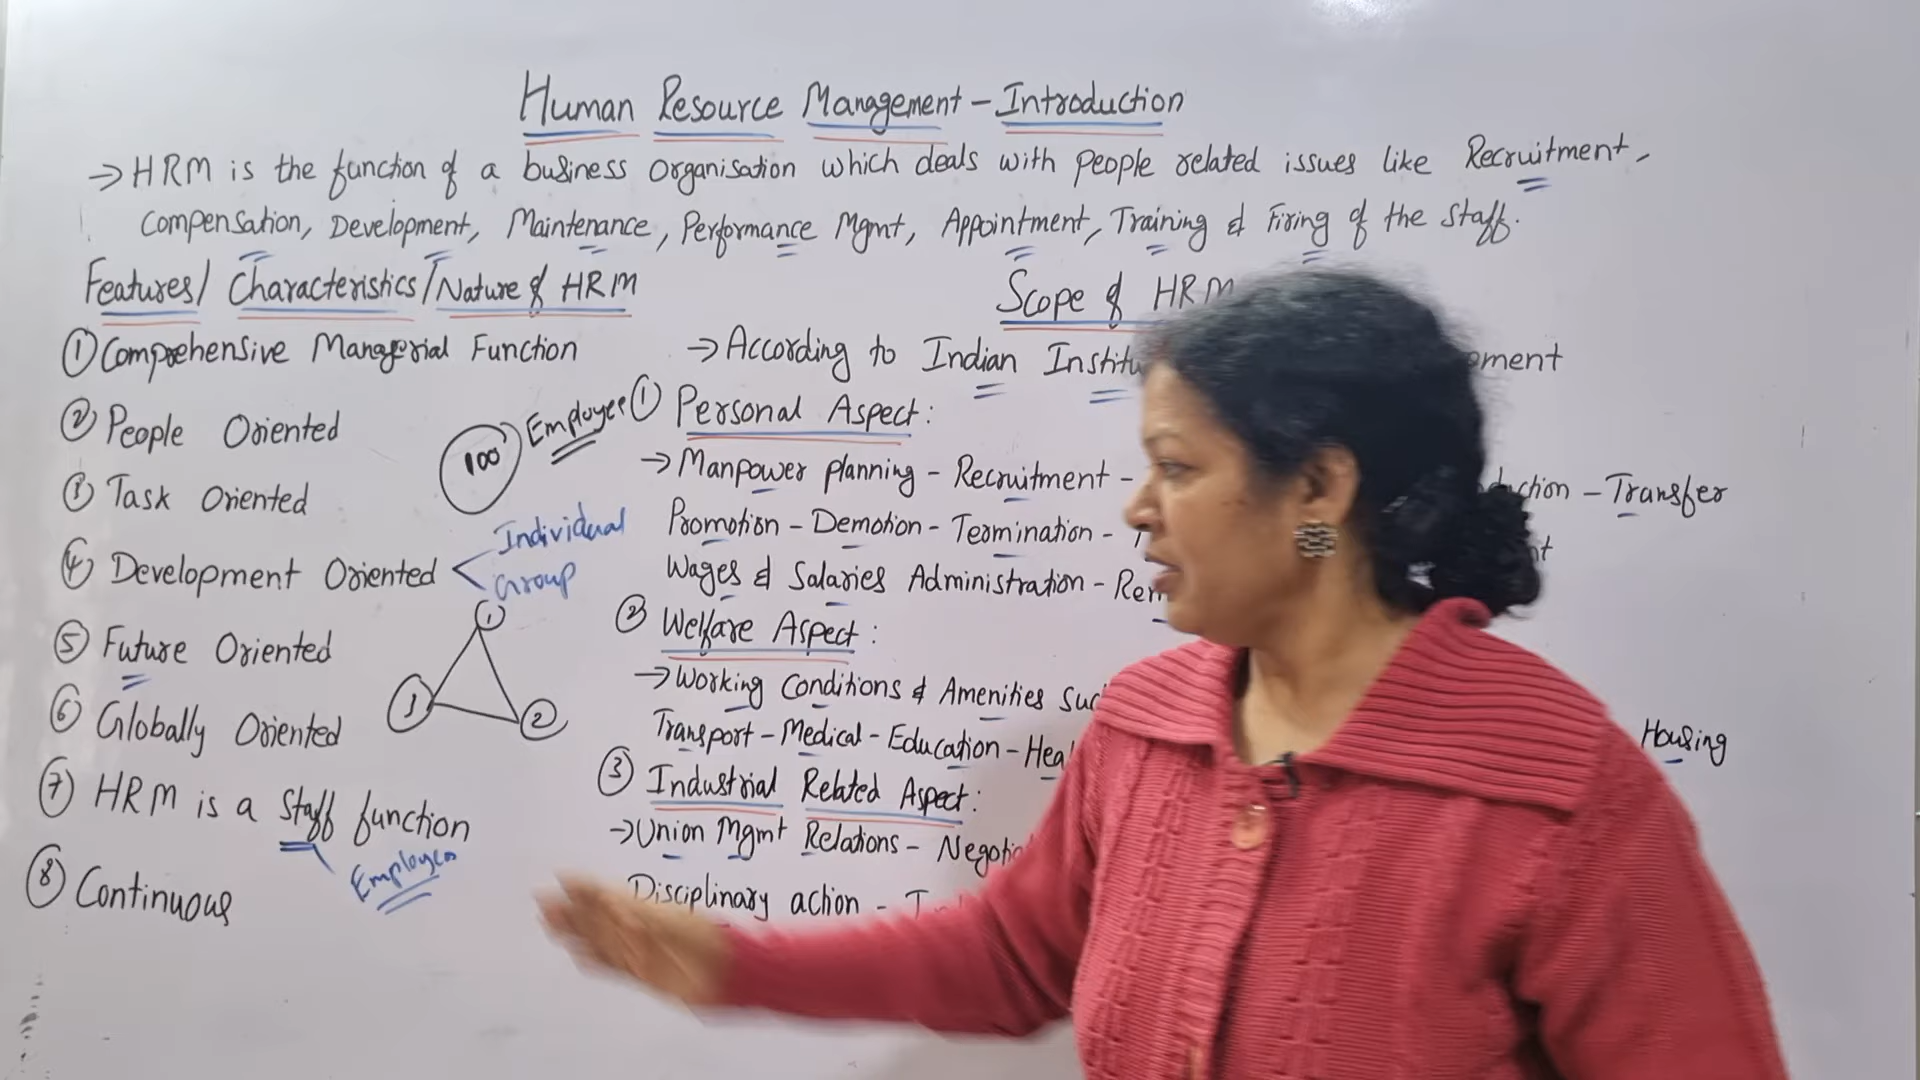 Human Resource Management - Introduction
→ HRM is the function of a business organisation which deals with people related issues like Recruitment,
Compensation, Development, Maintenance, Performance Mgmt, Appointment, Training & Firing of the Staff.
Features/ Characteristics/Nature of HRM
① Comprehensive Managerial Function
② People Oriented
100 Employee
③ Task Oriented
④ Development Oriented
Individual
Group
⑤ Future Oriented
1
3
2
⑥ Globally Oriented
⑦ HRM is a Staff function
Employees
⑧ Continuous
Scope of HRM
→ According to Indian
① Personal Aspect:
→ Manpower planning - Recruitment -
- Transfer
Promotion - Demotion - Termination -
Wages & Salaries Administration -
② Welfare Aspect:
→ Working Conditions & Amenities
Transport - Medical - Education -
Housing
③ Industrial Related Aspect:
→ Union Mgmt Relations -
Disciplinary action -